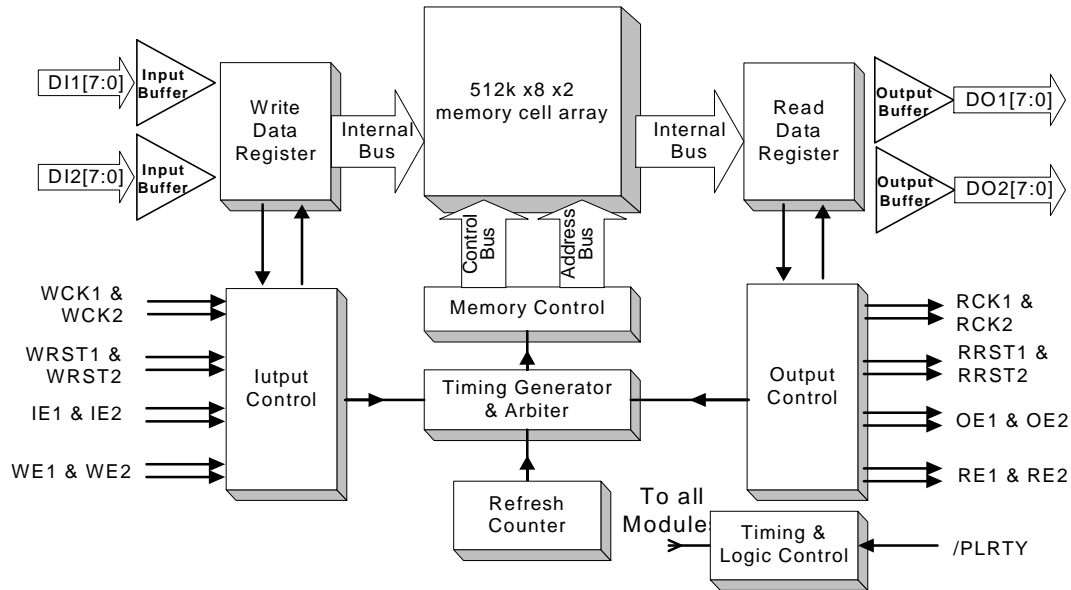 DI1[7:0]
Input
Buffer
DI2[7:0]
Input
Buffer
Write
Data
Register
Internal
Bus
512k x8 x2
memory cell array
Internal
Bus
Read
Data
Register
Output
Buffer
DO1[7:0]
Output
Buffer
DO2[7:0]
Control
Bus
Address
Bus
WCK1 &
WCK2
WRST1 &
WRST2
IE1 & IE2
WE1 & WE2
Iutput
Control
Memory Control
Timing Generator
& Arbiter
Refresh
Counter
Output
Control
RCK1 &
RCK2
RRST1 &
RRST2
OE1 & OE2
RE1 & RE2
To all
Modules
Timing &
Logic Control
/PLRTY